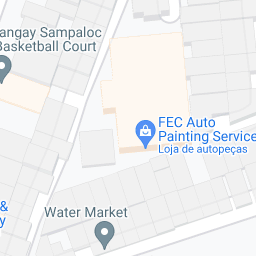 angay Sampaloc
Basketball Court
FEC Auto
Painting Service
Loja de autopeças
&
y
Water Market